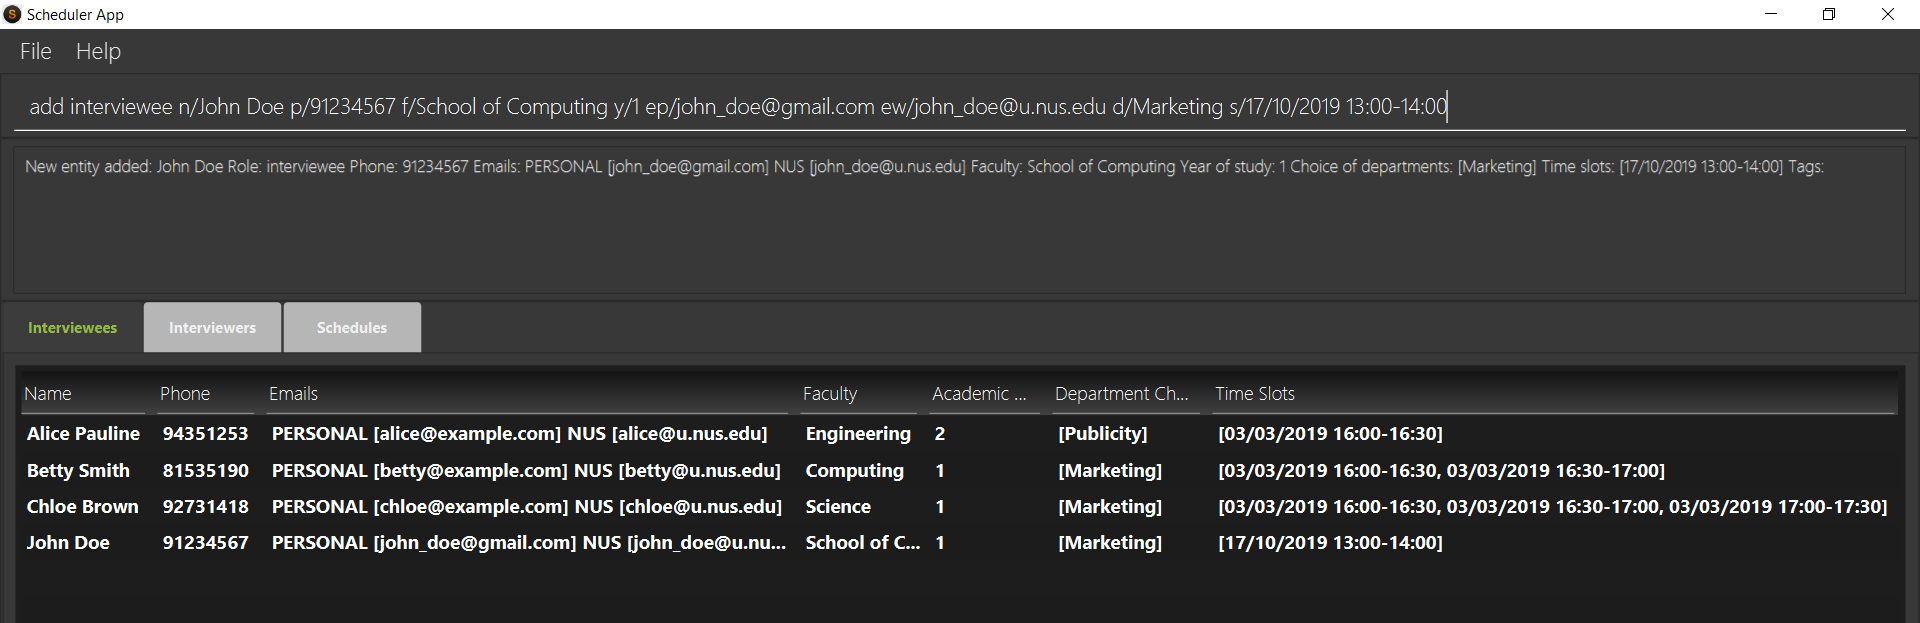 S Scheduler App
File Help
add interviewee n/John Doe p/91234567 f/School of Computing y/1 ep/john_doe@gmail.com ew/john_doe@u.nus.edu d/Marketing s/17/10/2019 13:00-14:00
New entity added: John Doe Role: interviewee Phone: 91234567 Emails: PERSONAL [john_doe@gmail.com] NUS [john_doe@u.nus.edu] Faculty: School of Computing Year of study: 1 Choice of departments: [Marketing] Time slots: [17/10/2019 13:00-14:00] Tags:
Interviewees Interviewers Schedules
Name Phone Emails Faculty Academic ... Department Ch... Time Slots
Alice Pauline 94351253 PERSONAL [alice@example.com] NUS [alice@u.nus.edu] Engineering 2 [Publicity] [03/03/2019 16:00-16:30]
Betty Smith 81535190 PERSONAL [betty@example.com] NUS [betty@u.nus.edu] Computing 1 [Marketing] [03/03/2019 16:00-16:30, 03/03/2019 16:30-17:00]
Chloe Brown 92731418 PERSONAL [chloe@example.com] NUS [chloe@u.nus.edu] Science 1 [Marketing] [03/03/2019 16:00-16:30, 03/03/2019 16:30-17:00, 03/03/2019 17:00-17:30]
John Doe 91234567 PERSONAL [john_doe@gmail.com] NUS [john_doe@u.nu... School of C... 1 [Marketing] [17/10/2019 13:00-14:00]